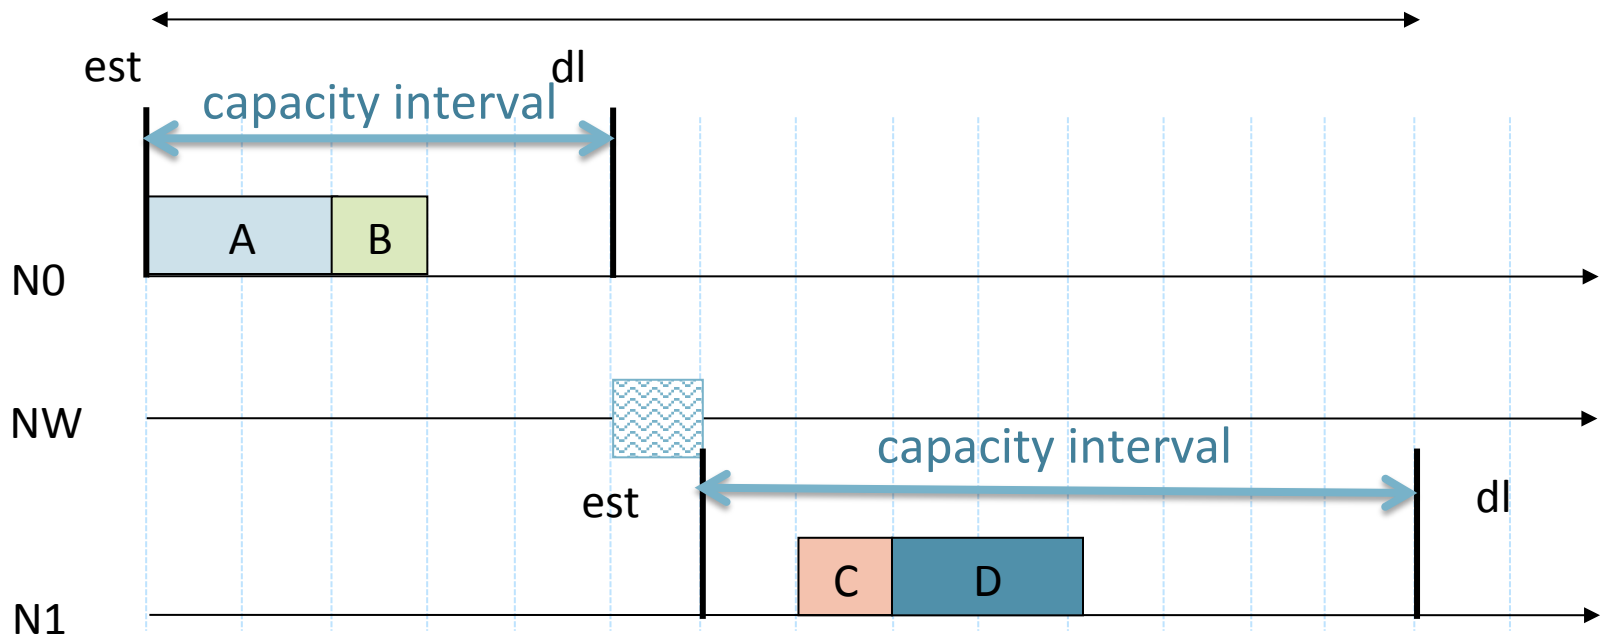 est
dl
capacity interval
A
B
N0
NW
capacity interval
est
dl
C
D
N1